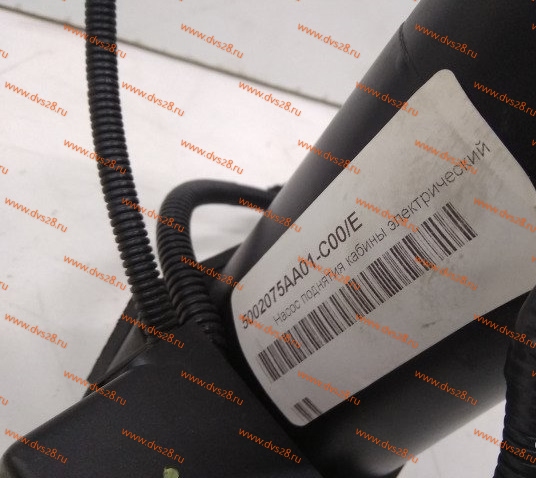 5002075AA01-C00/E
Насос поднятия кабины электрический
www.dvs28.ru